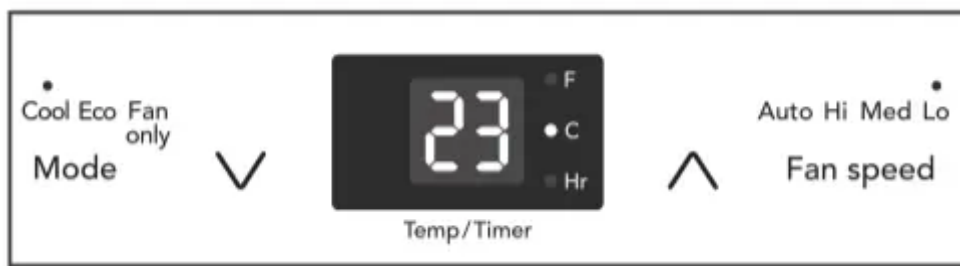 Cool Eco Fan only
Mode
23
F
C
Hr
Temp/Timer
Auto Hi Med Lo
Fan speed